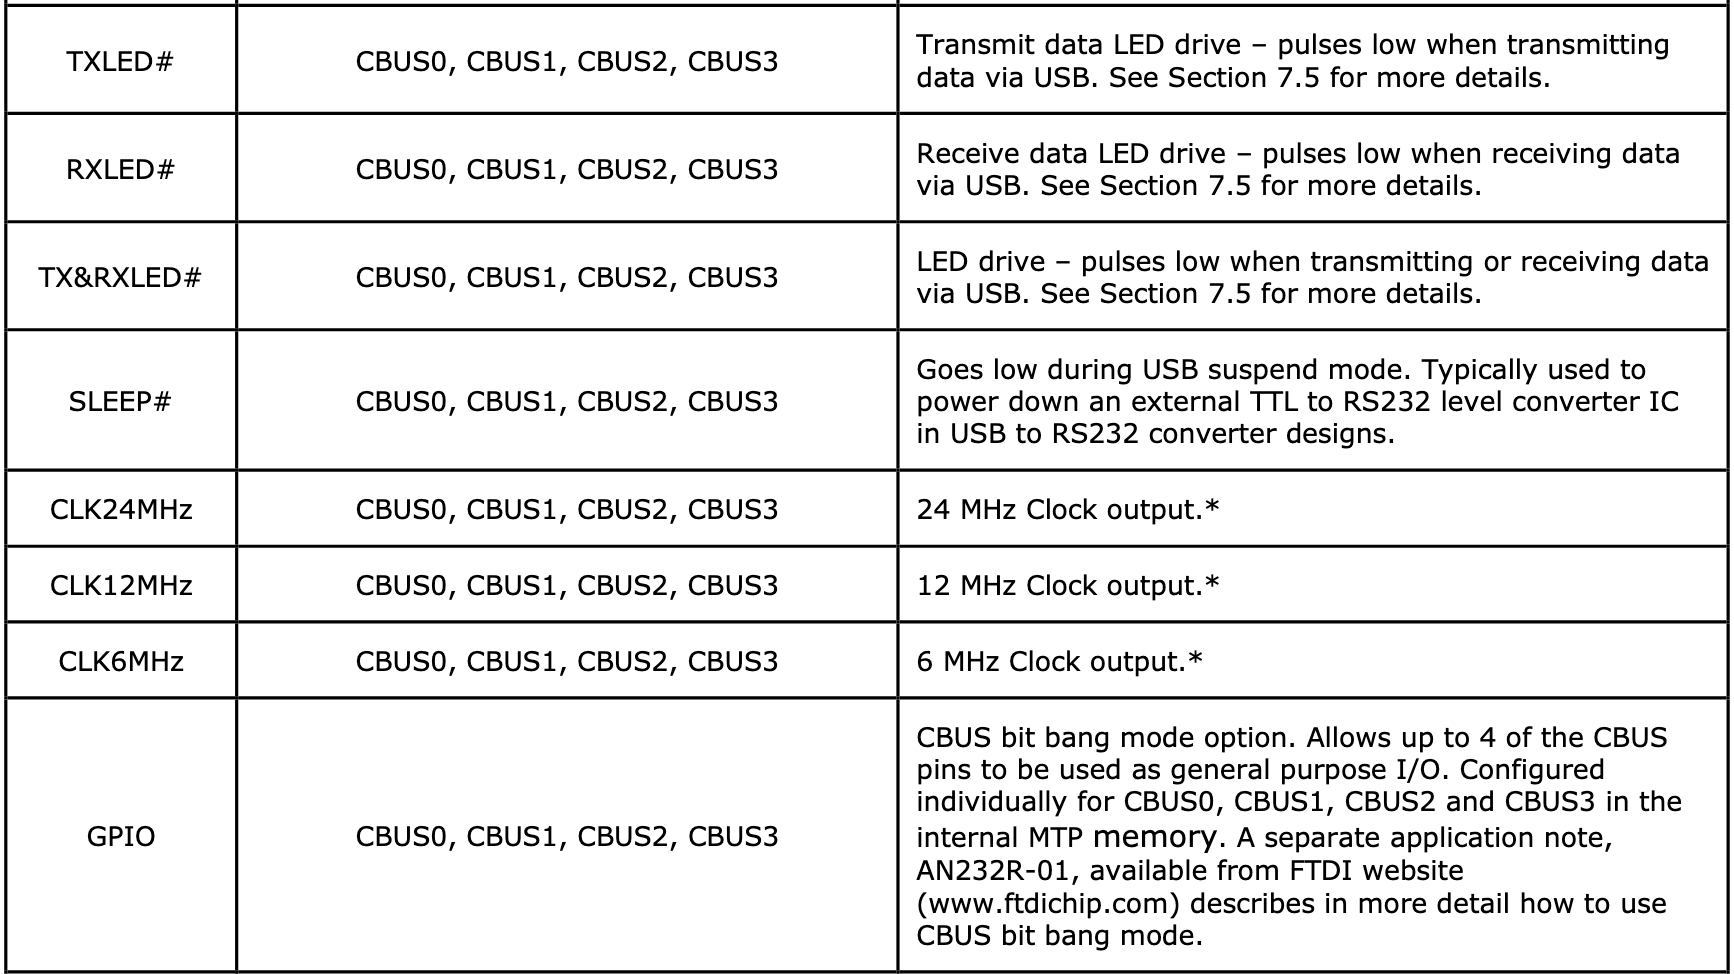 TXLED#
CBUS0, CBUS1, CBUS2, CBUS3
Transmit data LED drive – pulses low when transmitting
data via USB. See Section 7.5 for more details.
RXLED#
CBUS0, CBUS1, CBUS2, CBUS3
Receive data LED drive – pulses low when receiving data
via USB. See Section 7.5 for more details.
TX&RXLED#
CBUS0, CBUS1, CBUS2, CBUS3
LED drive – pulses low when transmitting or receiving data
via USB. See Section 7.5 for more details.
SLEEP#
CBUS0, CBUS1, CBUS2, CBUS3
Goes low during USB suspend mode. Typically used to
power down an external TTL to RS232 level converter IC
in USB to RS232 converter designs.
CLK24MHz
CBUS0, CBUS1, CBUS2, CBUS3
24 MHz Clock output.*
CLK12MHz
CBUS0, CBUS1, CBUS2, CBUS3
12 MHz Clock output.*
CLK6MHz
CBUS0, CBUS1, CBUS2, CBUS3
6 MHz Clock output.*
GPIO
CBUS0, CBUS1, CBUS2, CBUS3
CBUS bit bang mode option. Allows up to 4 of the CBUS
pins to be used as general purpose I/O. Configured
individually for CBUS0, CBUS1, CBUS2 and CBUS3 in the
internal MTP memory. A separate application note,
AN232R-01, available from FTDI website
(www.ftdichip.com) describes in more detail how to use
CBUS bit bang mode.